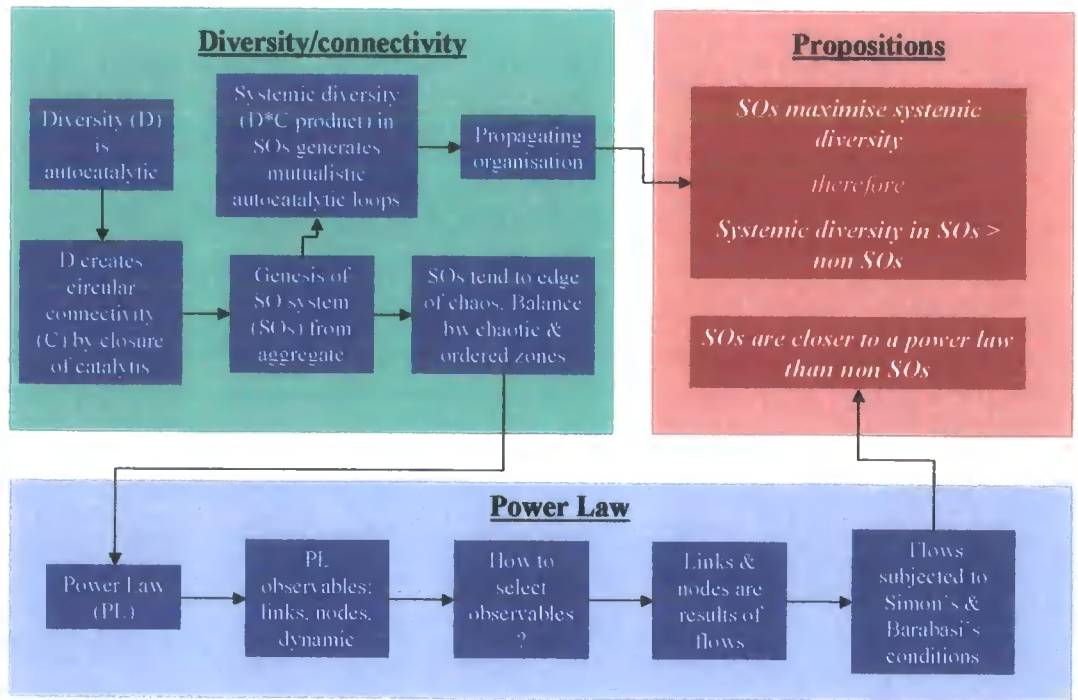 Diversity/connectivity
Diversity (D)
is
autocatalytic
Systemic diversity
(D*C product) in
SOs generates
mutualistic
autocatalytic loops
Propagating
organisation
D creates
circular
connectivity
(C) by closure
of catalytis
Genesis of
SO system
(SOs) from
aggregate
SOs tend to edge
of chaos. Balance
bw chaotic &
ordered zones
Propositions
SOs maximise systemic
diversity
therefore
Systemic diversity in SOs >
non SOs
SOs are closer to a power law
than non SOs
Power Law
Power Law
(PL)
PL
observables:
links, nodes,
dynamic
How to
select
observables
?
Links &
nodes are
results of
flows
Flows
subjected to
Simon's &
Barabasi's
conditions